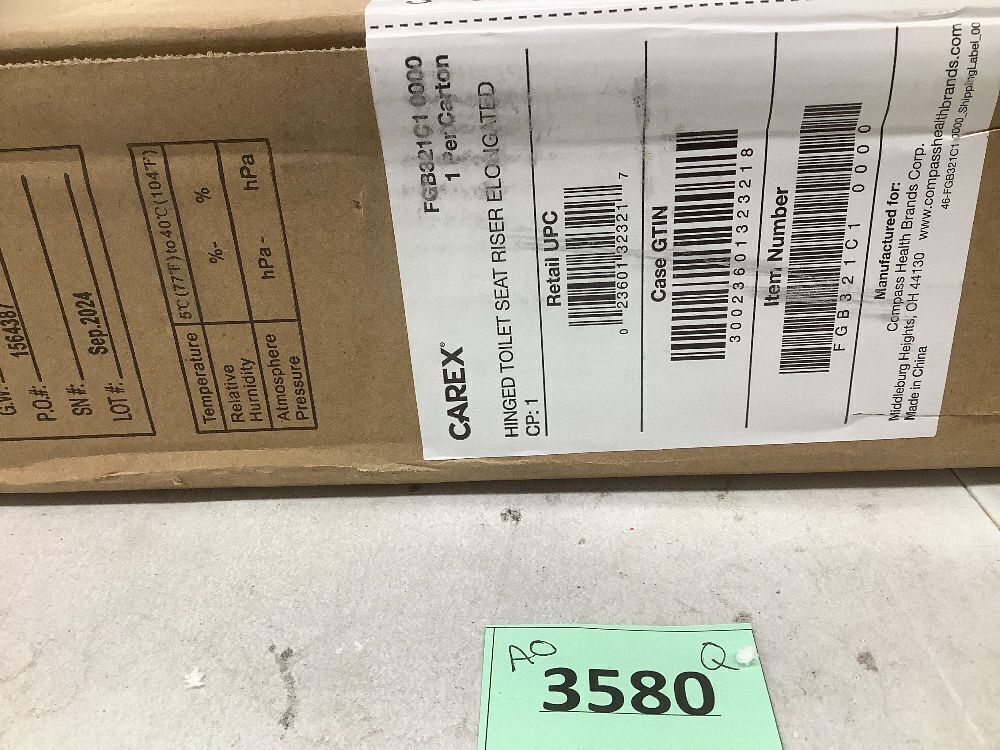 G.W.:
P.O.#: 1564387
SN #:
LOT #: Sep.2024
Temperature 5℃(77℉)to40℃(104℉)
Relative Humidity %- %
Atmosphere Pressure hPa - hPa
FGB321C1 0000
1 Per Carton
CAREX®
HINGED TOILET SEAT RISER ELONGATED
CP: 1
Retail UPC
0 23601 32321 7
Case GTIN
30023601323218
Item Number
FGB321C1 0000
Manufactured for:
Compass Health Brands Corp.
Middleburg Heights, OH 44130 www.compasshealthbrands.com
Made in China
46-FGB321C1 0000_ShippingLabel_00
70 Q
3580